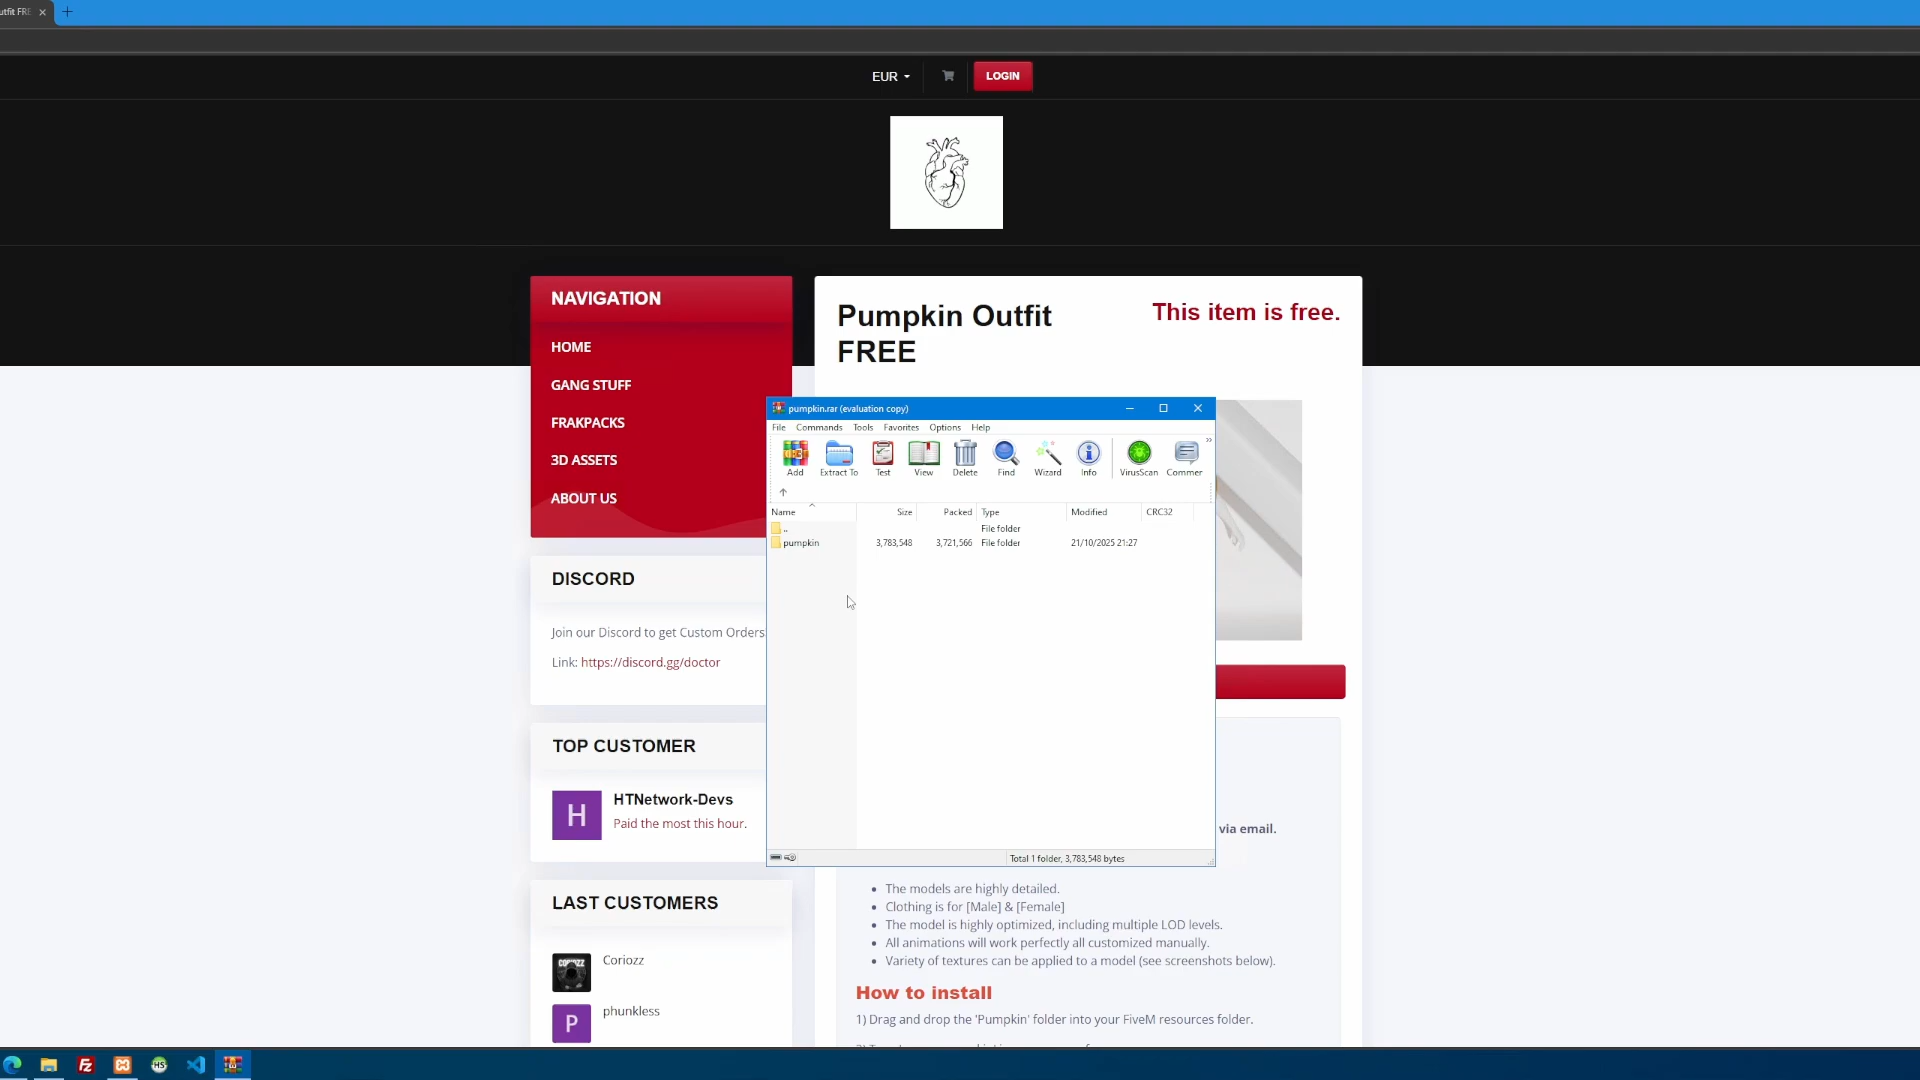 utfit FRE
EUR
LOGIN
NAVIGATION
HOME
GANG STUFF
FRAKPACKS
3D ASSETS
ABOUT US
DISCORD
Join our Discord to get Custom Orders
Link: https://discord.gg/doctor
TOP CUSTOMER
H
HTNetwork-Devs
Paid the most this hour.
LAST CUSTOMERS
CORIOZZ
Coriozz
P
phunkless
Pumpkin Outfit
FREE
This item is free.
pumpkin.rar (evaluation copy)
File Commands Tools Favorites Options Help
Add Extract To Test View Delete Find Wizard Info VirusScan Commer
Name Size Packed Type Modified CRC32
.. File folder
pumpkin 3,783,548 3,721,566 File folder 21/10/2025 21:27
Total 1 folder, 3,783,548 bytes
via email.
The models are highly detailed.
Clothing is for [Male] & [Female]
The model is highly optimized, including multiple LOD levels.
All animations will work perfectly all customized manually.
Variety of textures can be applied to a model (see screenshots below).
How to install
1) Drag and drop the 'Pumpkin' folder into your FiveM resources folder.
FZ
HS